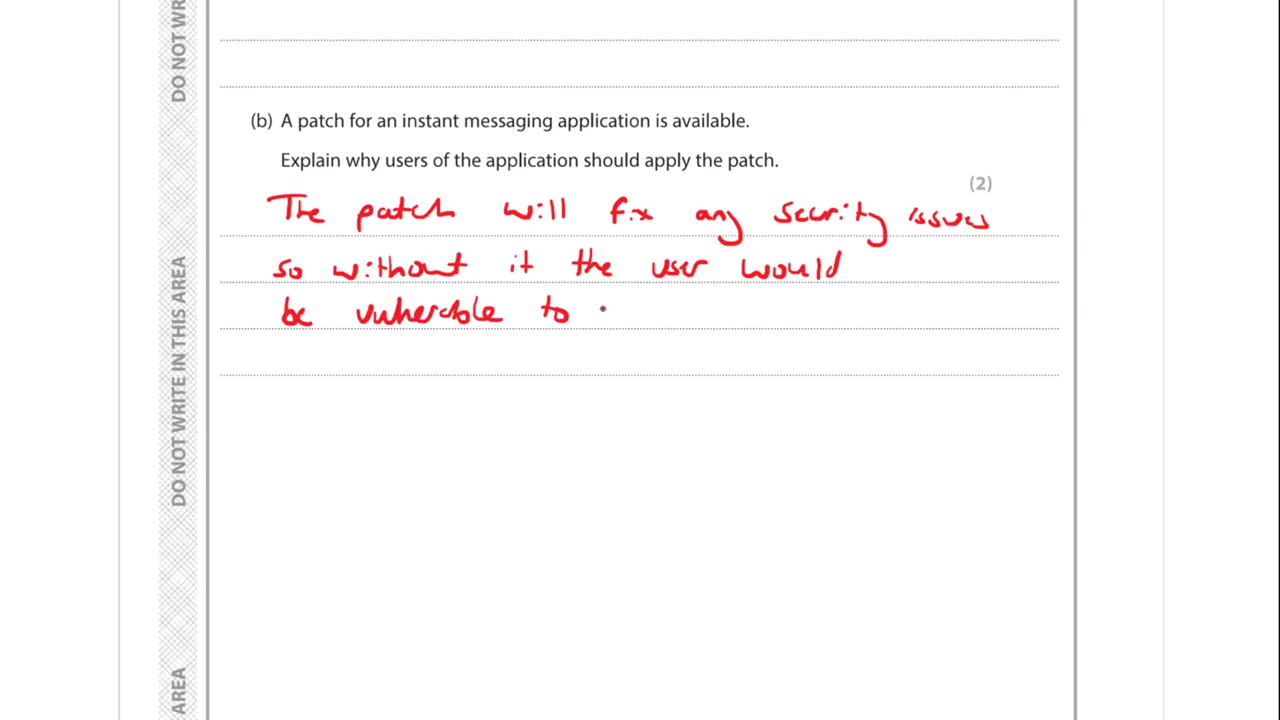 DO NOT WR
(b) A patch for an instant messaging application is available.
Explain why users of the application should apply the patch.
(2)
The patch will fix any security issues
so without it the user would
be vulnerable to
DO NOT WRITE IN THIS AREA
AREA